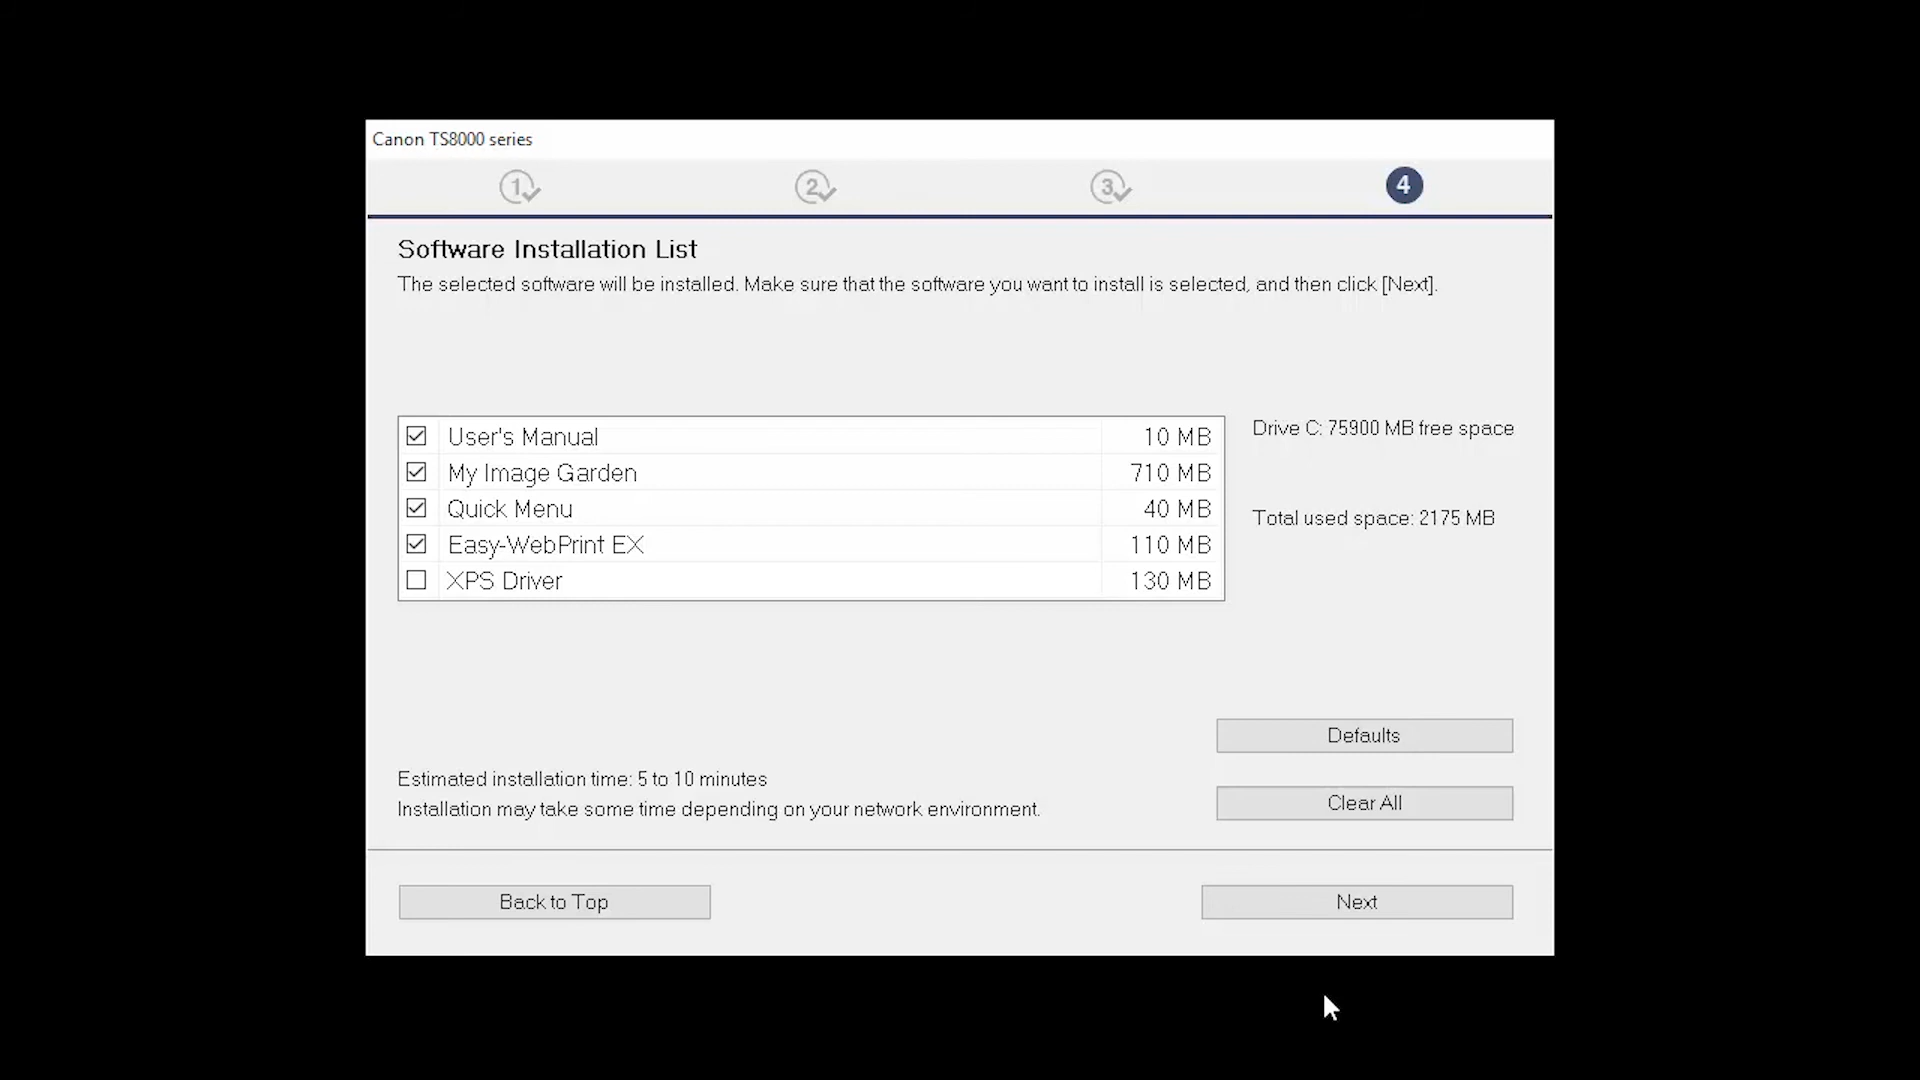 Canon TS8000 series
1
2
3
4
Software Installation List
The selected software will be installed. Make sure that the software you want to install is selected, and then click [Next].
User's Manual 10 MB
My Image Garden 710 MB
Quick Menu 40 MB
Easy-WebPrint EX 110 MB
XPS Driver 130 MB
Drive C: 75900 MB free space
Total used space: 2175 MB
Defaults
Estimated installation time: 5 to 10 minutes
Installation may take some time depending on your network environment.
Clear All
Back to Top
Next